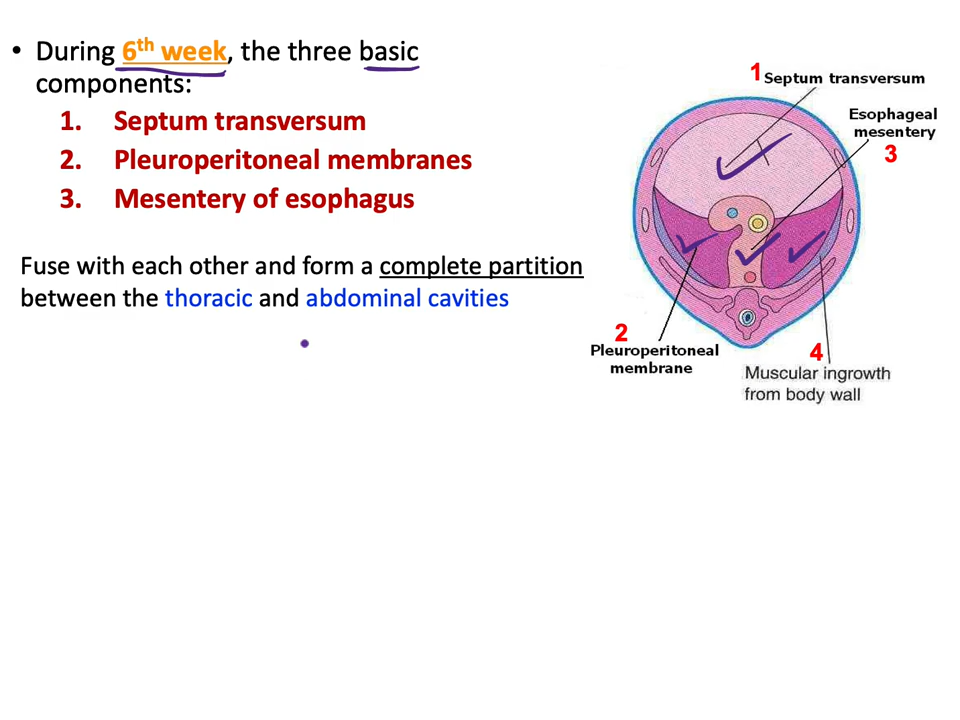 • During 6th week, the three basic
components:
1. Septum transversum
2. Pleuroperitoneal membranes
3. Mesentery of esophagus
Fuse with each other and form a complete partition
between the thoracic and abdominal cavities
1 Septum transversum
Esophageal
mesentery
3
2
Pleuroperitoneal
membrane
4
Muscular ingrowth
from body wall